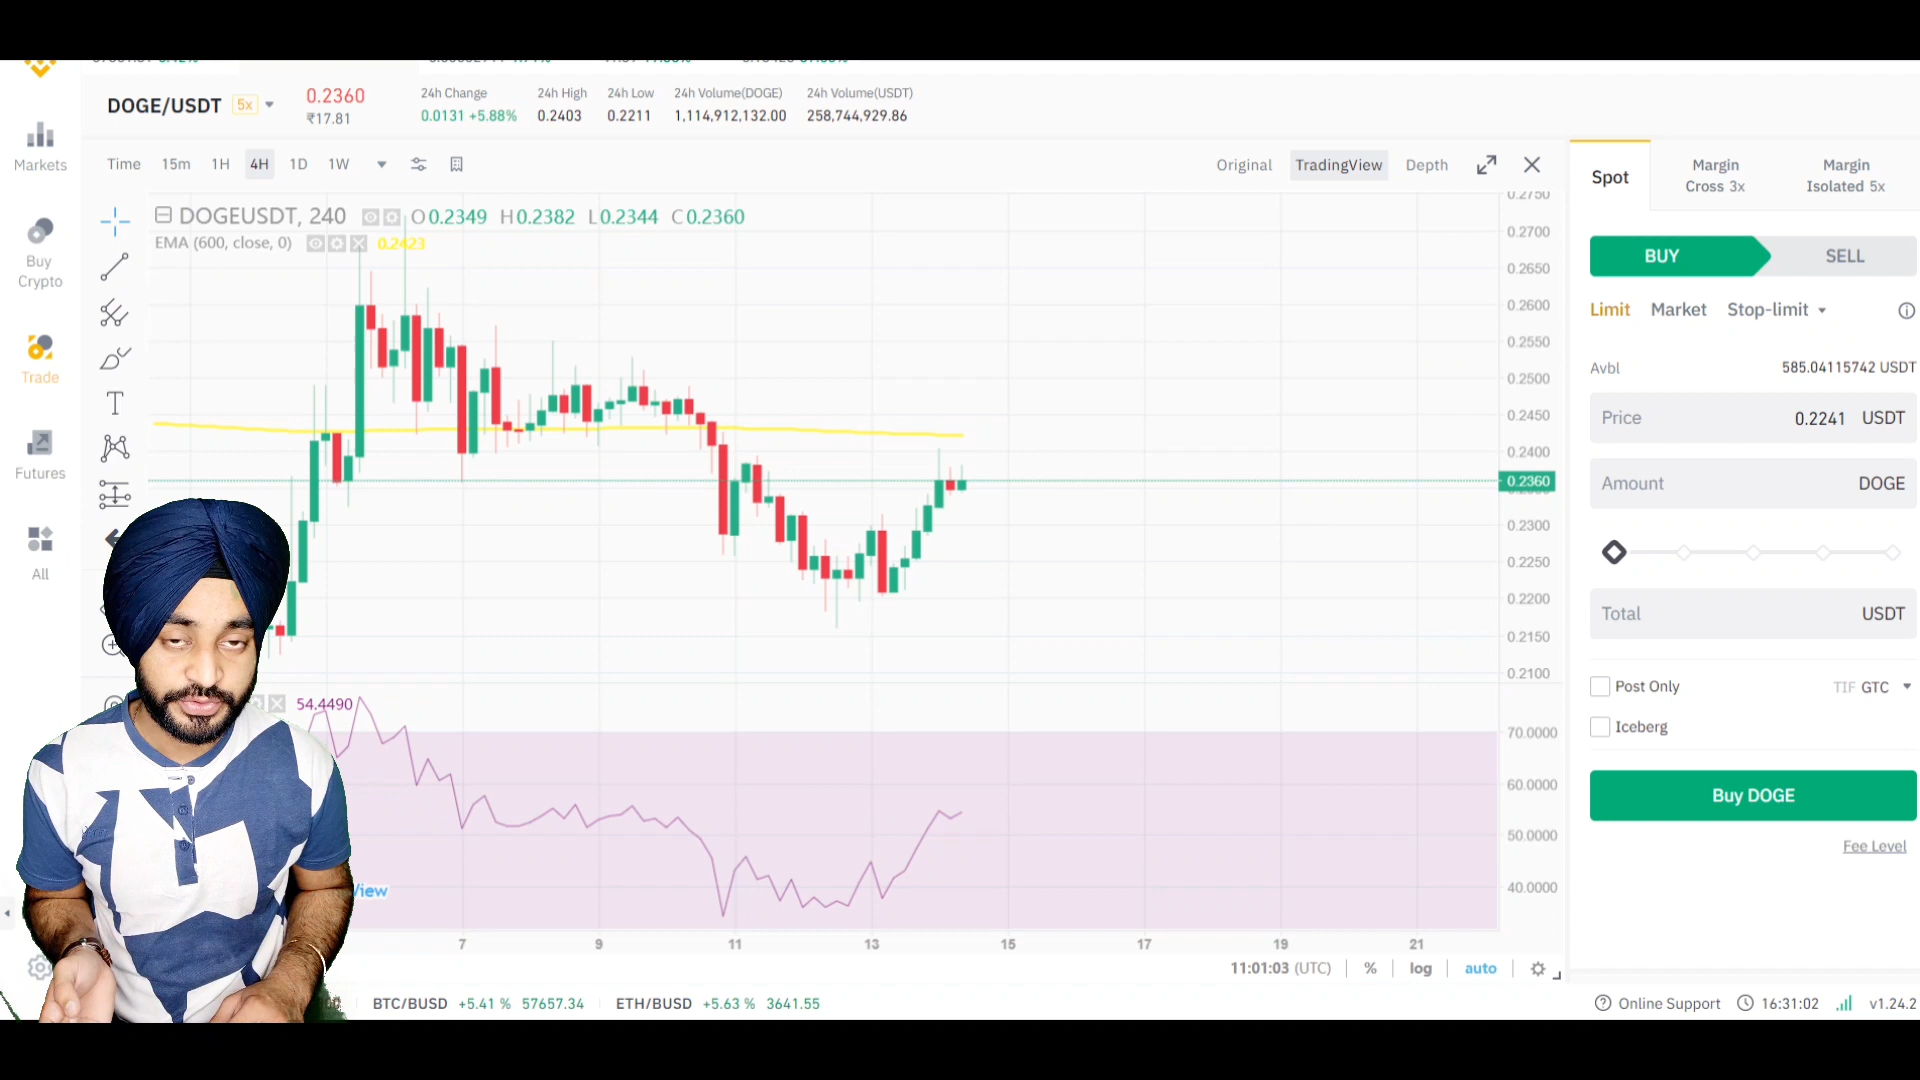 DOGE/USDT 5x
0.2360
₹17.81
24h Change
0.0131 +5.88%
24h High
0.2403
24h Low
0.2211
24h Volume(DOGE)
1,114,912,132.00
24h Volume(USDT)
258,744,929.86
Markets
Buy
Crypto
Trade
Futures
All
Time 15m 1H 4H 1D 1W
Original TradingView Depth
DOGEUSDT, 240 O0.2349 H0.2382 L0.2344 C0.2360
EMA (600, close, 0) 0.2423
0.2750
0.2700
0.2650
0.2600
0.2550
0.2500
0.2450
0.2400
0.2360
0.2300
0.2250
0.2200
0.2150
0.2100
54.4490
70.0000
60.0000
50.0000
40.0000
View
7 9 11 13 15 17 19 21
11:01:03 (UTC) % log auto
Spot
Margin
Cross 3x
Margin
Isolated 5x
BUY SELL
Limit Market Stop-limit
Avbl 585.04115742 USDT
Price 0.2241 USDT
Amount DOGE
Total USDT
Post Only TIF GTC
Iceberg
Buy DOGE
Fee Level
BTC/BUSD +5.41 % 57657.34 ETH/BUSD +5.63 % 3641.55
Online Support 16:31:02 v1.24.2